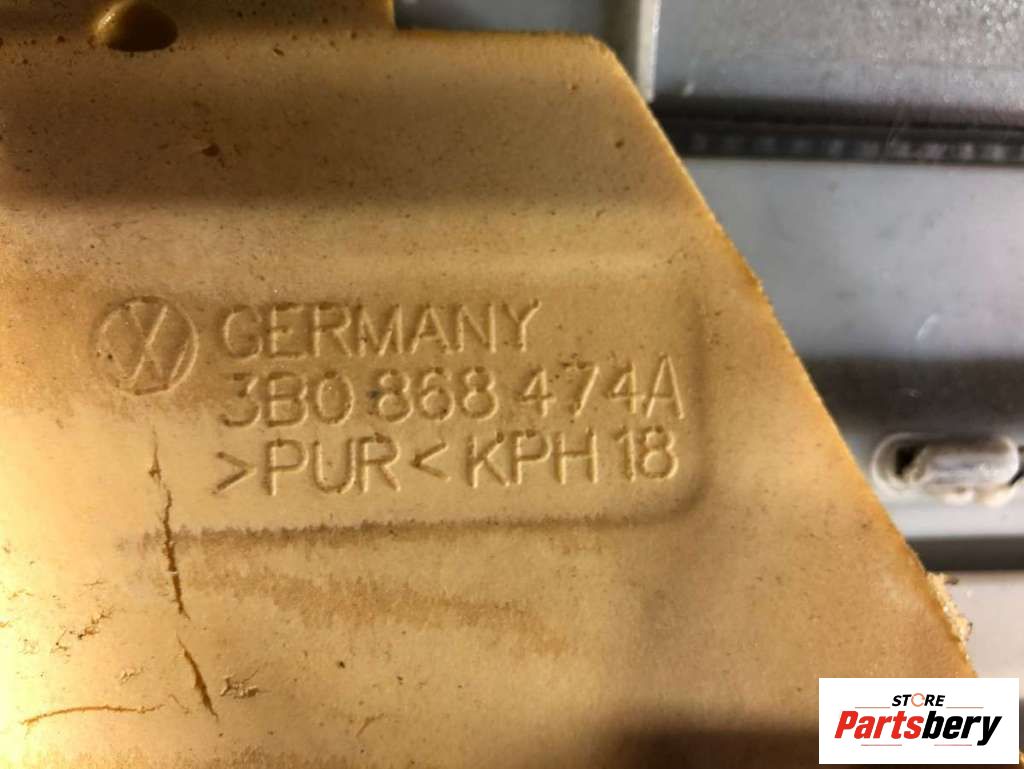 GERMANY
3B0 868 474A
>PUR< KPH 18
STORE
Partsbery